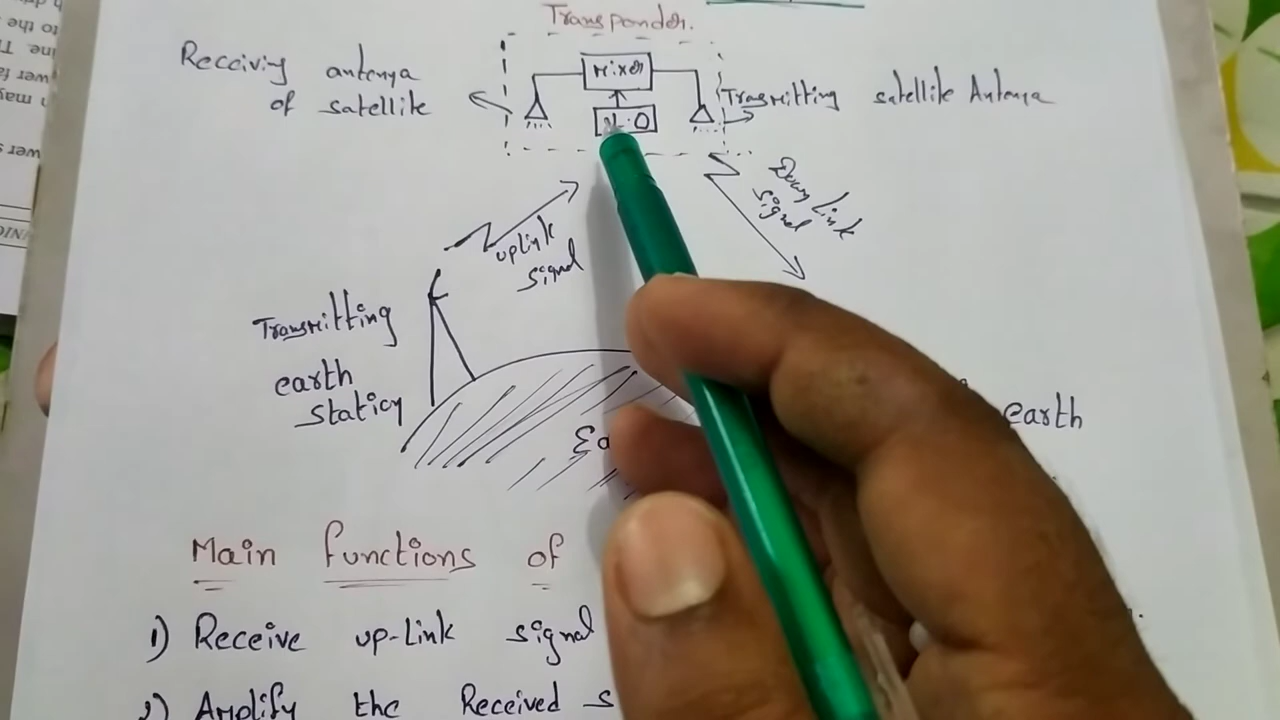 Transponder.
Receiving antenna
of satellite
Mixer
Trasmitting satellite Antenna
Down link
signal
uplink
signal
Transmitting
earth
station
earth
Main functions of
1) Receive up-Link signal
2) Amplify the Received s